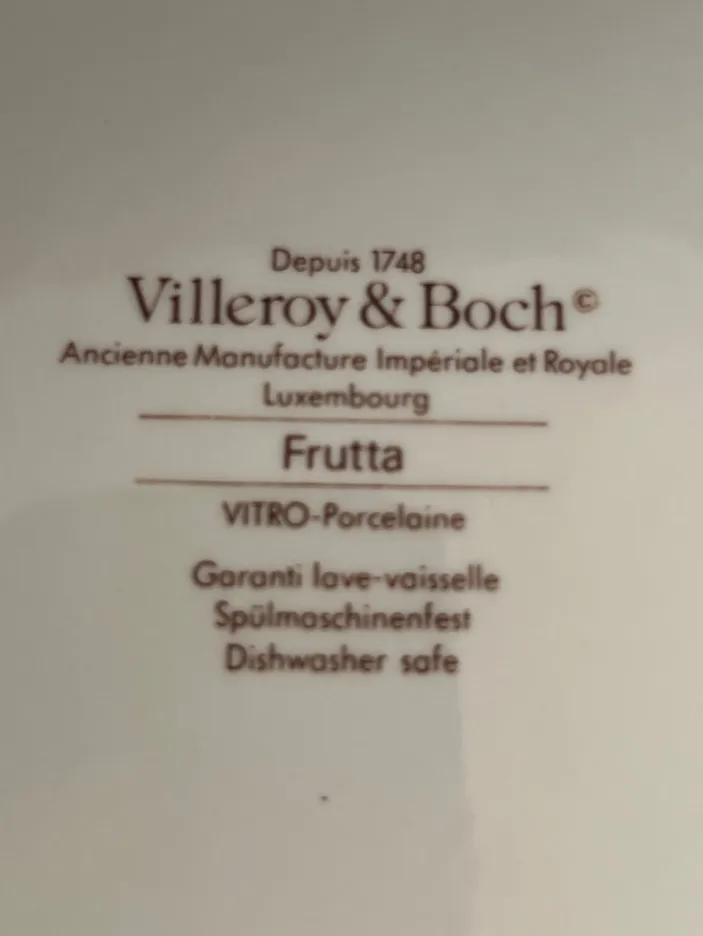 Depuis 1748
Villeroy & Boch©
Ancienne Manufacture Impériale et Royale
Luxembourg
Frutta
VITRO-Porcelaine
Garanti lave-vaisselle
Spülmaschinenfest
Dishwasher safe